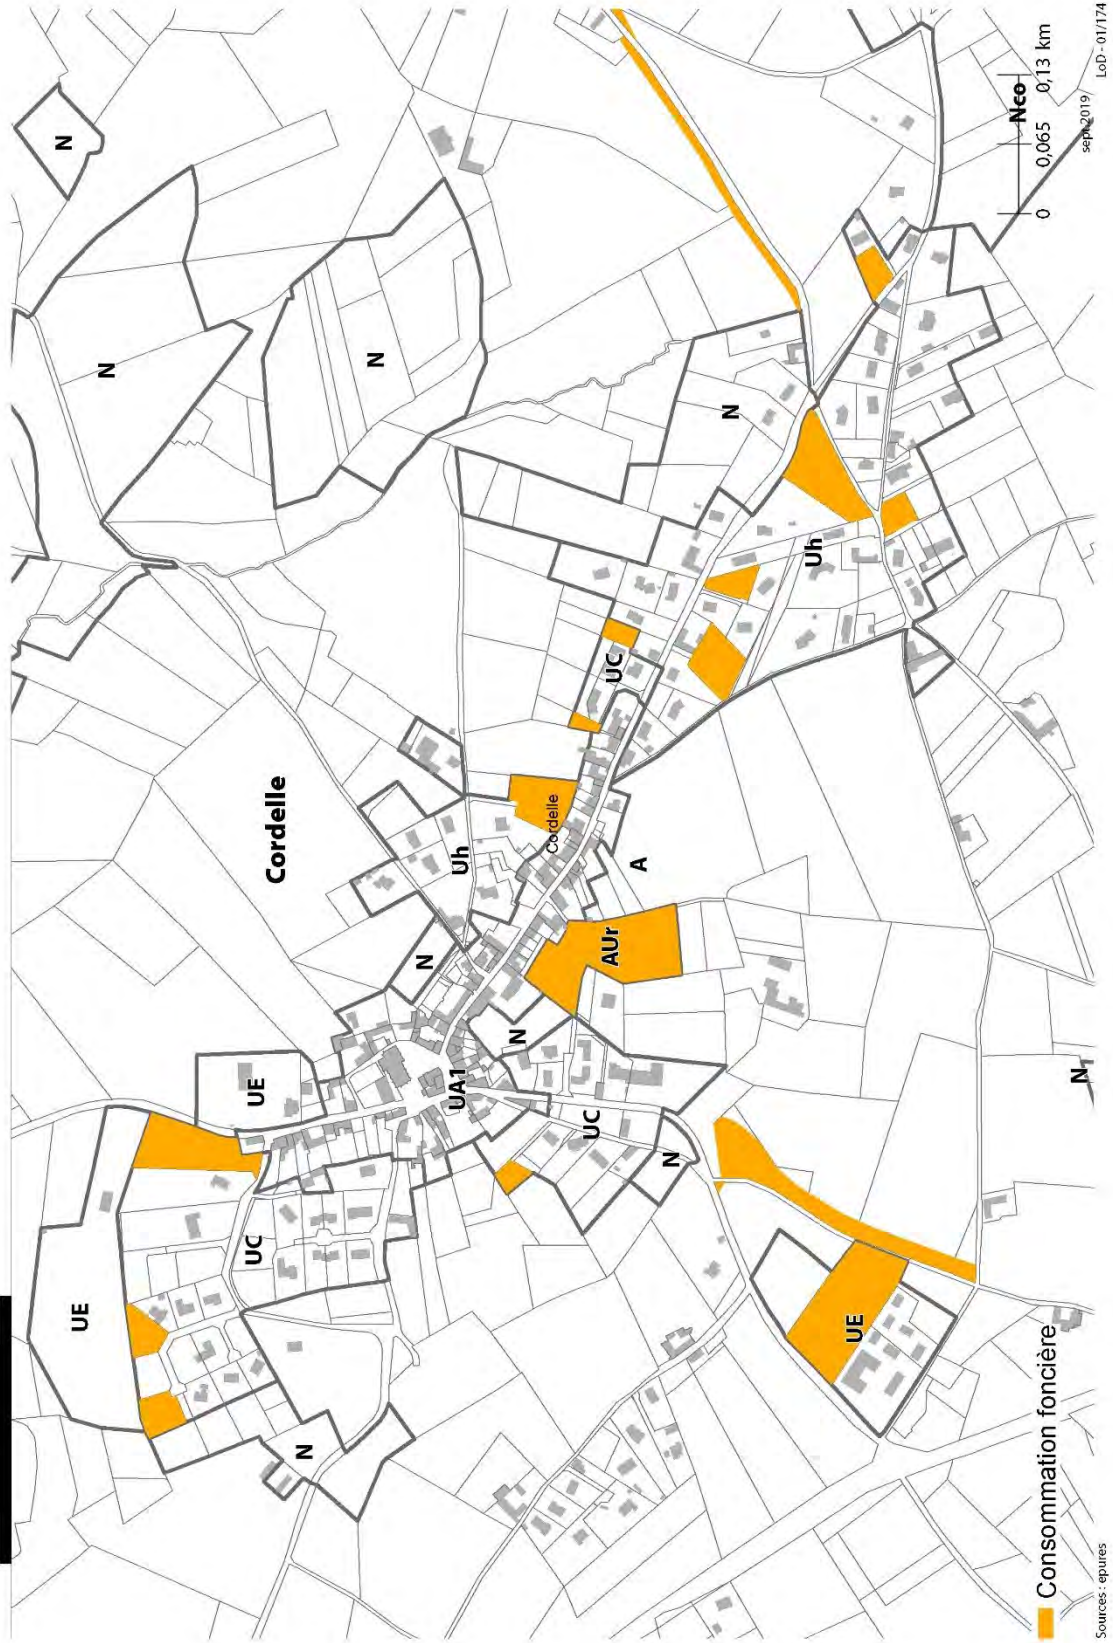 N
N
N
N
Cordelle
UE
UE
UC
N
UA1
N
Uh
Cordelle
UC
N
UC
N
AUr
A
Uh
N
UE
N1
Nco
0 0,065 0,13 km
sept.2019
LoD - 01/174
Consommation foncière
Sources : epures